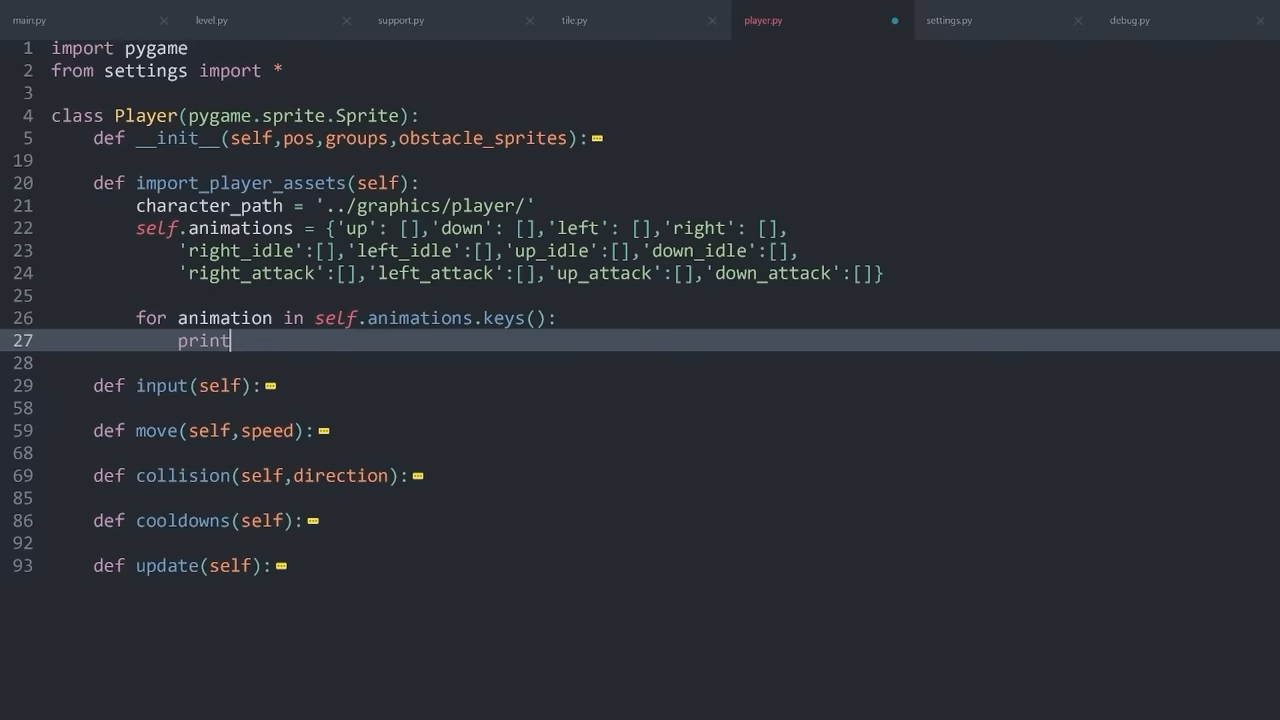 main.py level.py support.py tile.py player.py settings.py debug.py
1 import pygame
2 from settings import *
3
4 class Player(pygame.sprite.Sprite):
5 def __init__(self,pos,groups,obstacle_sprites):
19
20 def import_player_assets(self):
21 character_path = '../graphics/player/'
22 self.animations = {'up': [],'down': [],'left': [],'right': [],
23 'right_idle':[],'left_idle':[],'up_idle':[],'down_idle':[],
24 'right_attack':[],'left_attack':[],'up_attack':[],'down_attack':[]}
25
26 for animation in self.animations.keys():
27 print
28
29 def input(self):
58
59 def move(self,speed):
68
69 def collision(self,direction):
85
86 def cooldowns(self):
92
93 def update(self):